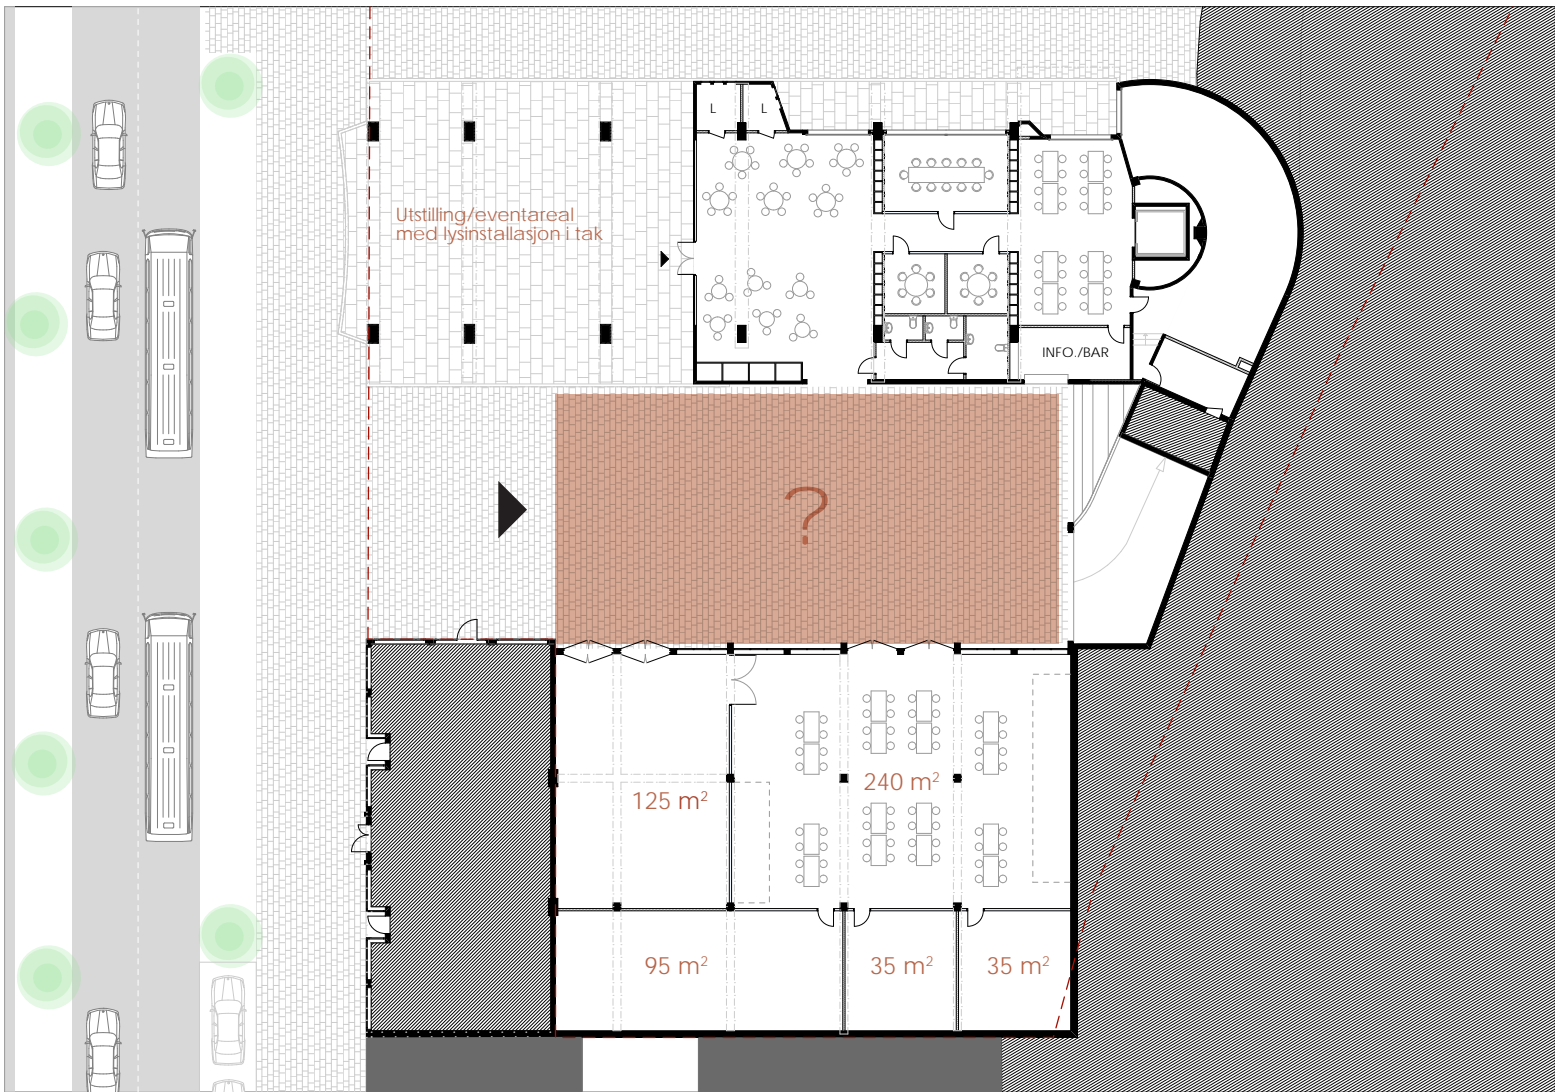 L
L
Utstilling/eventareal
med lysinstallasjon i tak
INFO./BAR
?
125 m²
240 m²
95 m²
35 m²
35 m²